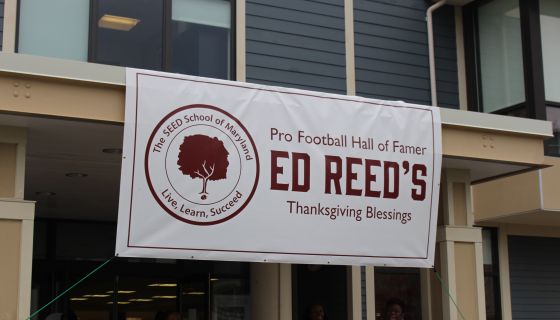 The SEED School of Maryland
Live, Learn, Succeed
Pro Football Hall of Famer
ED REED'S
Thanksgiving Blessings